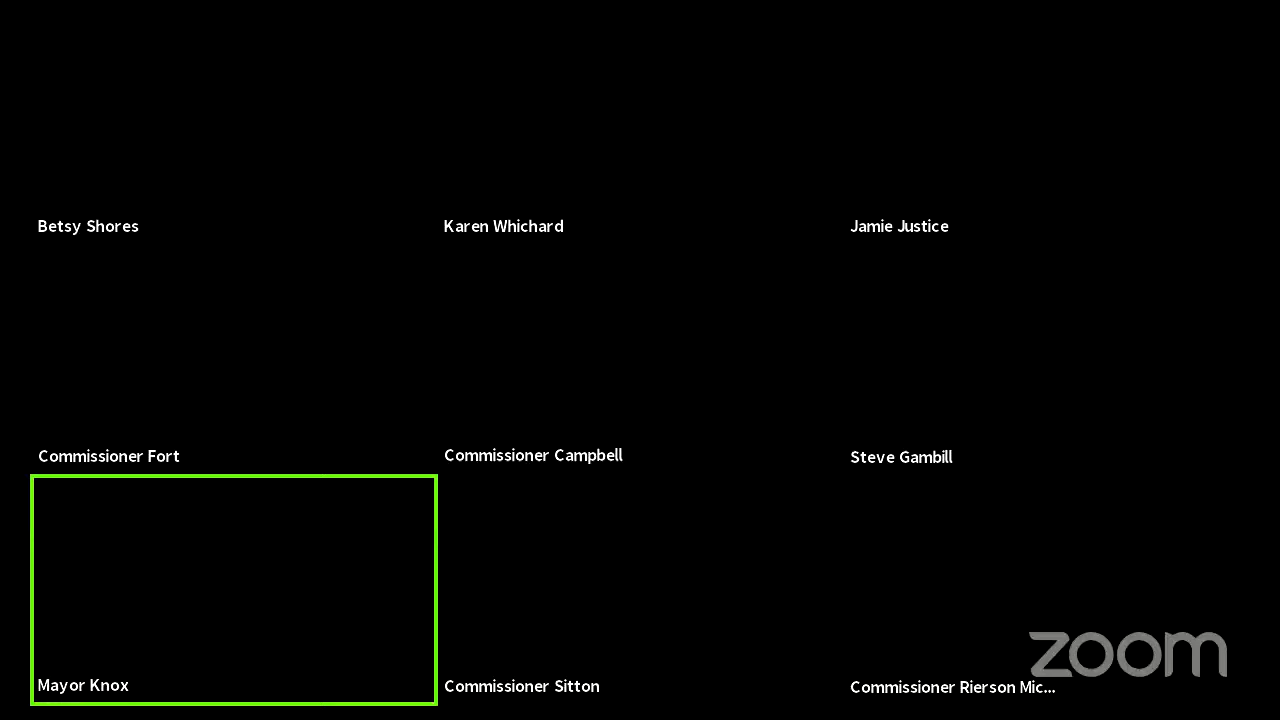 Betsy Shores
Karen Whichard
Jamie Justice
Commissioner Fort
Commissioner Campbell
Steve Gambill
Mayor Knox
Commissioner Sitton
Commissioner Rierson Mic...
zoom